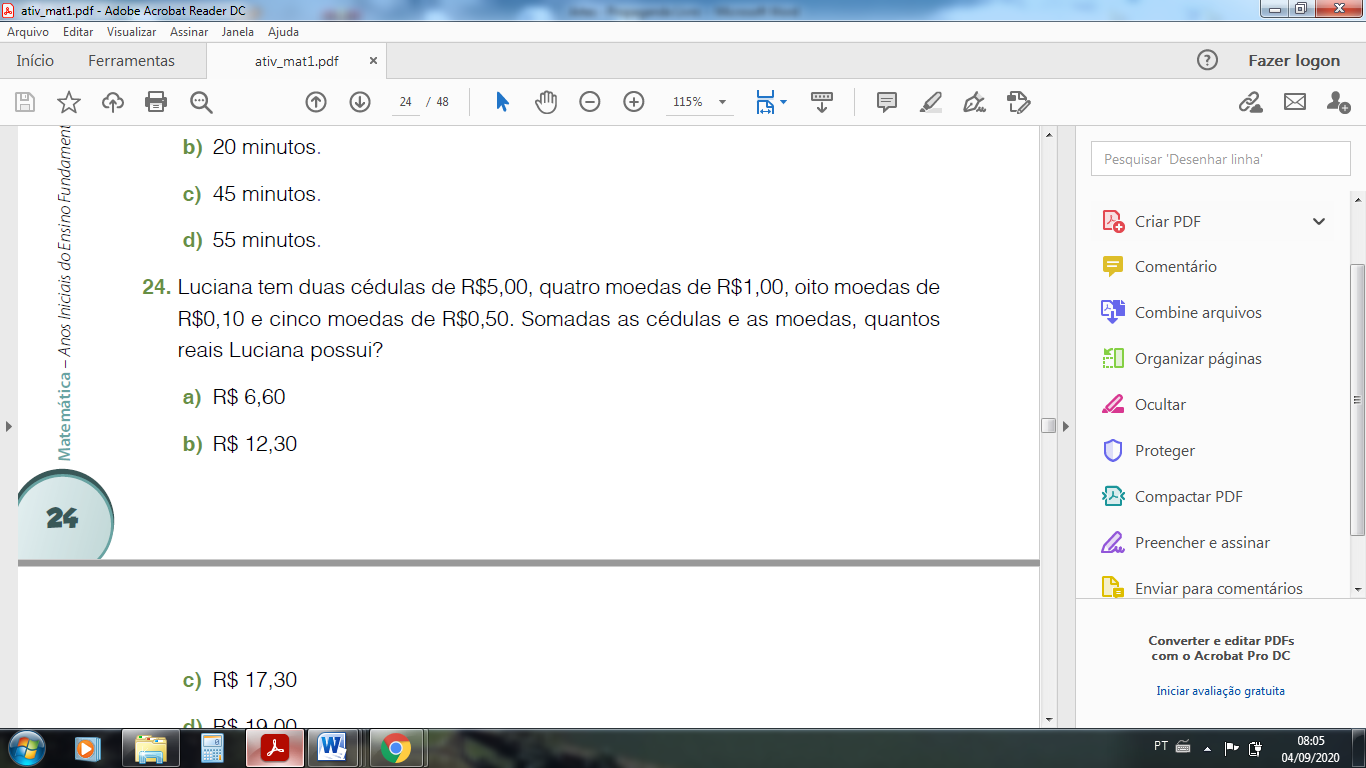 ativ_mat1.pdf - Adobe Acrobat Reader DC
Arquivo Editar Visualizar Assinar Janela Ajuda
Início Ferramentas ativ_mat1.pdf
Fazer logon
24 / 48 115%
b) 20 minutos.
c) 45 minutos.
d) 55 minutos.
24. Luciana tem duas cédulas de R$5,00, quatro moedas de R$1,00, oito moedas de
R$0,10 e cinco moedas de R$0,50. Somadas as cédulas e as moedas, quantos
reais Luciana possui?
a) R$ 6,60
b) R$ 12,30
Matemática – Anos Iniciais do Ensino Fundamen
24
c) R$ 17,30
d) R$ 19,00
Pesquisar 'Desenhar linha'
Criar PDF
Comentário
Combine arquivos
Organizar páginas
Ocultar
Proteger
Compactar PDF
Preencher e assinar
Enviar para comentários
Converter e editar PDFs
com o Acrobat Pro DC
Iniciar avaliação gratuita
PT
08:05
04/09/2020